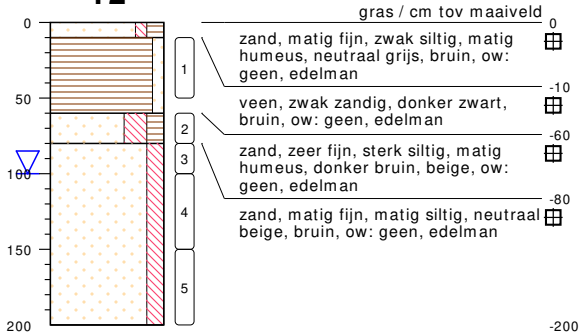 gras / cm tov maaiveld
0
0
zand, matig fijn, zwak siltig, matig
humeus, neutraal grijs, bruin, ow:
geen, edelman
1
-10
50
veen, zwak zandig, donker zwart,
bruin, ow: geen, edelman
2
-60
zand, zeer fijn, sterk siltig, matig
humeus, donker bruin, beige, ow:
geen, edelman
3
100
-80
4
zand, matig fijn, matig siltig, neutraal
beige, bruin, ow: geen, edelman
150
5
200
-200